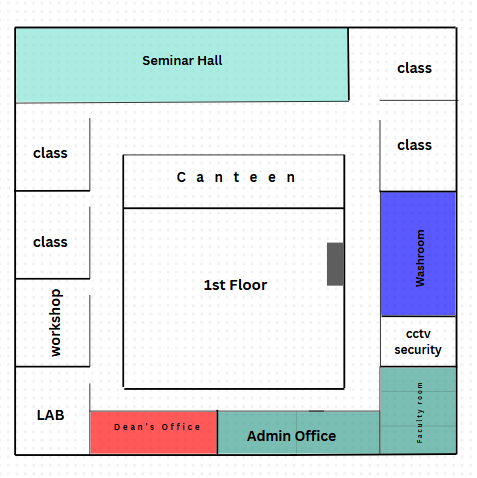 Seminar Hall
class
class
class
Canteen
class
Washroom
1st Floor
workshop
cctv
security
LAB
Dean's Office
Admin Office
Faculty room